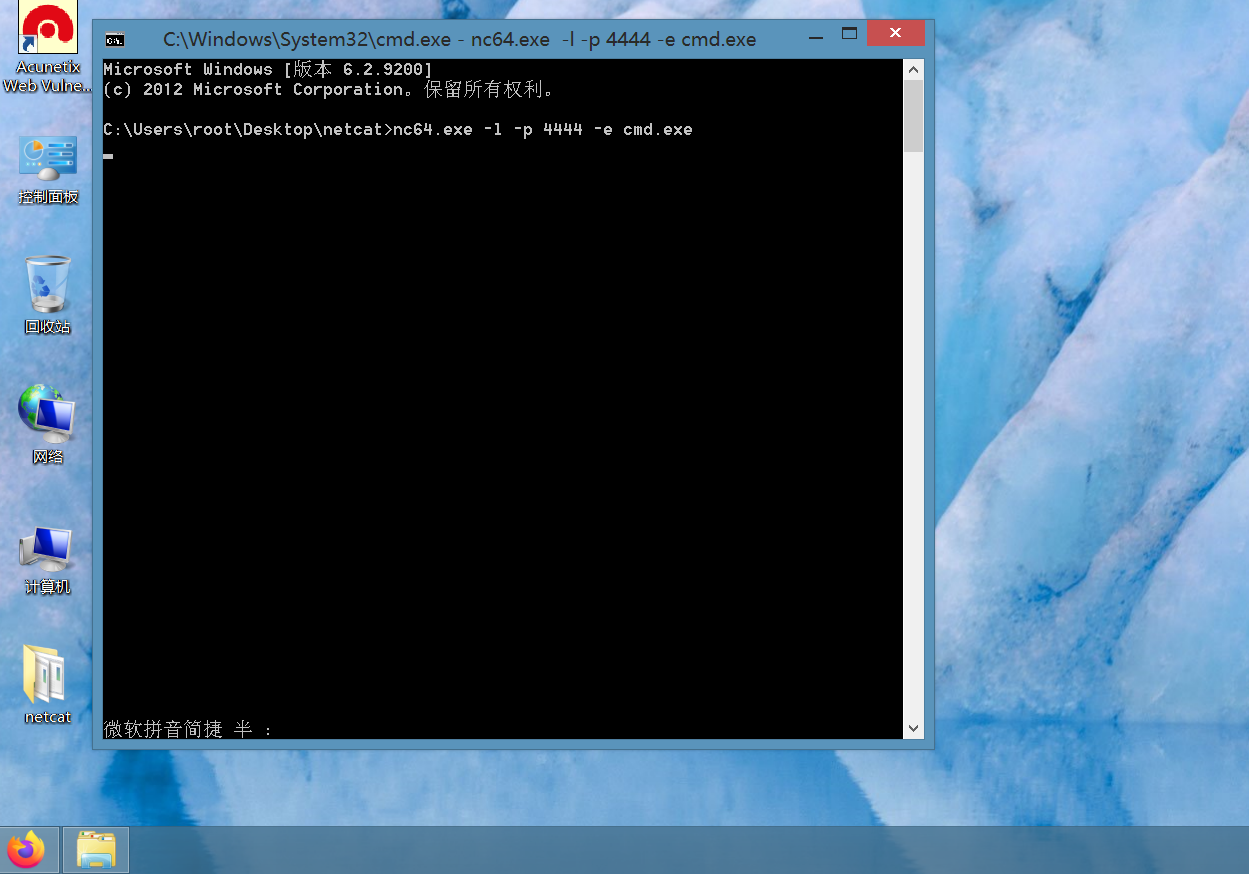 Acunetix
Web Vulne...
控制面板
回收站
网络
计算机
netcat
C:\Windows\System32\cmd.exe - nc64.exe  -l -p 4444 -e cmd.exe
Microsoft Windows [版本 6.2.9200]
(c) 2012 Microsoft Corporation。保留所有权利。
C:\Users\root\Desktop\netcat>nc64.exe -l -p 4444 -e cmd.exe
微软拼音简捷 半 :